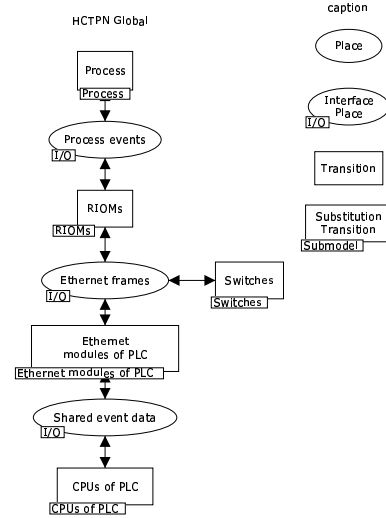 HCTPN Global
Process
Process
Process events
I/O
RIOMs
RIOMs
Ethernet frames
I/O
Switches
Switches
Ethernet
modules of PLC
Ethernet modules of PLC
Shared event data
I/O
CPUs of PLC
CPUs of PLC
caption
Place
Interface
Place
I/O
Transition
Substitution
Transition
Submodel